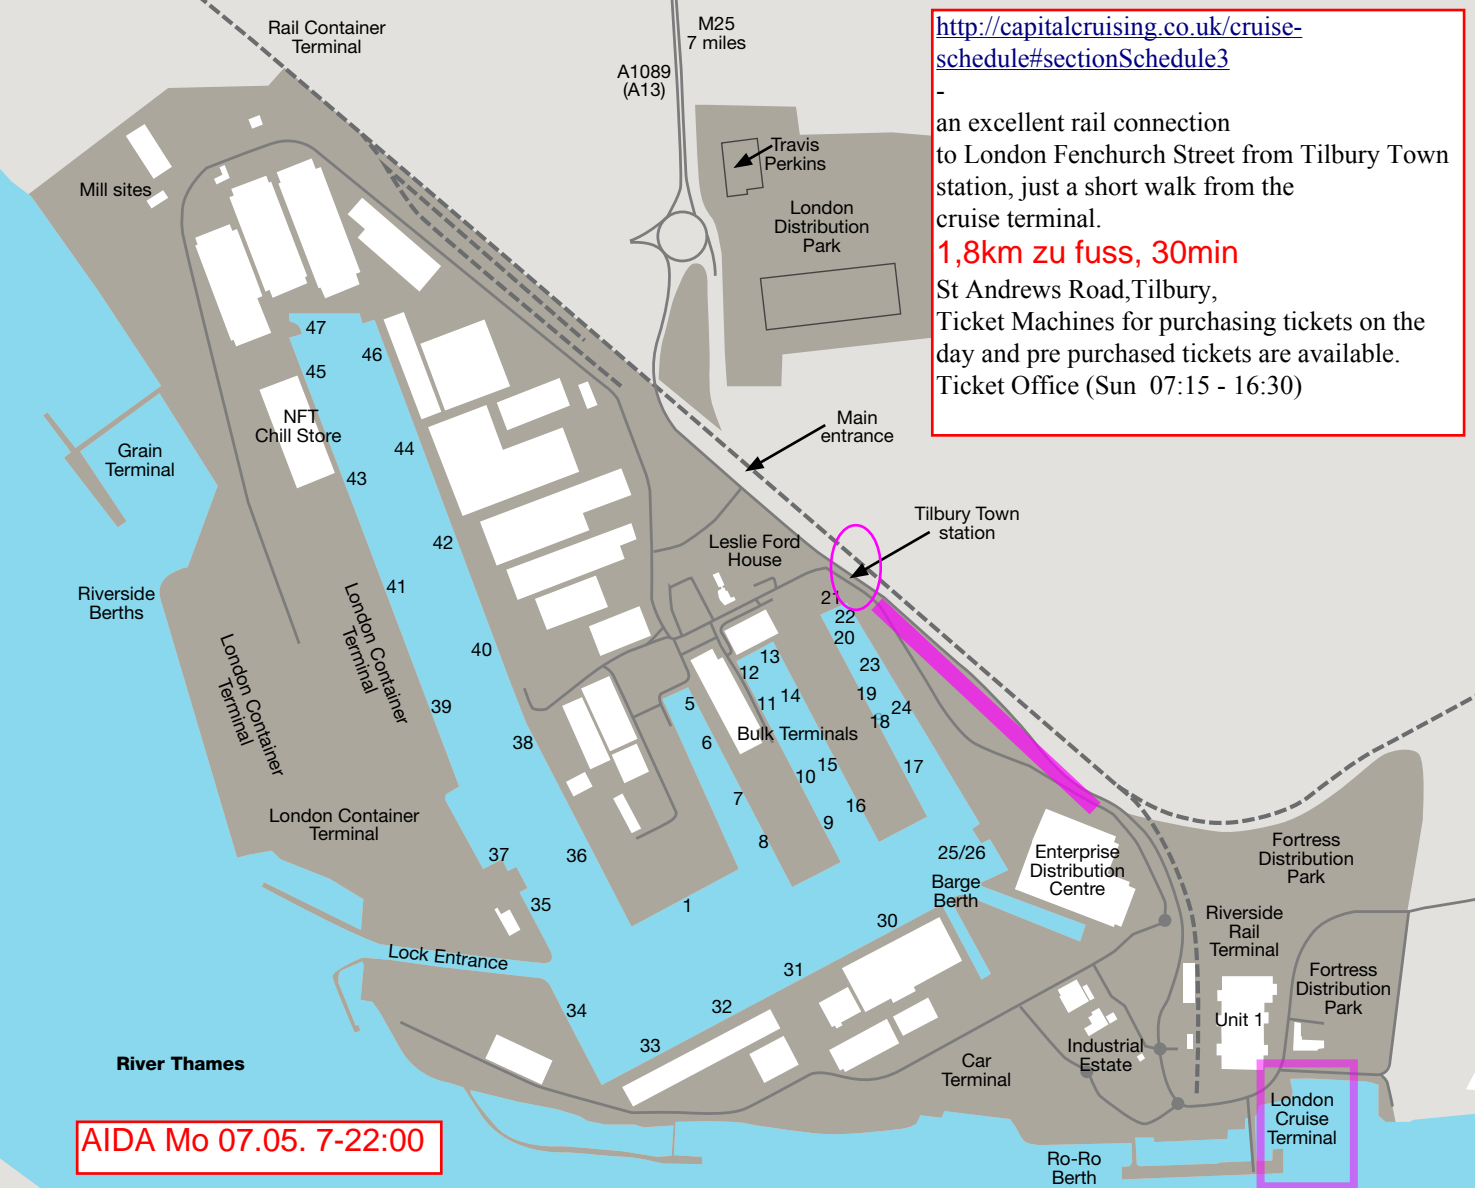 Rail Container
Terminal
M25
7 miles
A1089
(A13)
http://capitalcruising.co.uk/cruise-
schedule#sectionSchedule3
-
an excellent rail connection
to London Fenchurch Street from Tilbury Town
station, just a short walk from the
cruise terminal.
1,8km zu fuss, 30min
St Andrews Road,Tilbury,
Ticket Machines for purchasing tickets on the
day and pre purchased tickets are available.
Ticket Office (Sun 07:15 - 16:30)
Travis
Perkins
Mill sites
London
Distribution
Park
47
46
45
NFT
Chill Store
Main
entrance
44
Grain
Terminal
43
Tilbury Town
station
42
Leslie Ford
House
41
Riverside
Berths
21
22
20
London Container
Terminal
London Container
Terminal
40
13
12
23
14
11
19
5
24
39
18
Bulk Terminals
6
38
15
17
10
7
16
9
London Container
Terminal
8
37
36
25/26
Enterprise
Distribution
Centre
Fortress
Distribution
Park
Barge
Berth
35
1
30
Riverside
Rail
Terminal
Lock Entrance
31
Fortress
Distribution
Park
32
34
Unit 1
33
Industrial
Estate
Car
Terminal
River Thames
London
Cruise
Terminal
AIDA Mo 07.05. 7-22:00
Ro-Ro
Berth